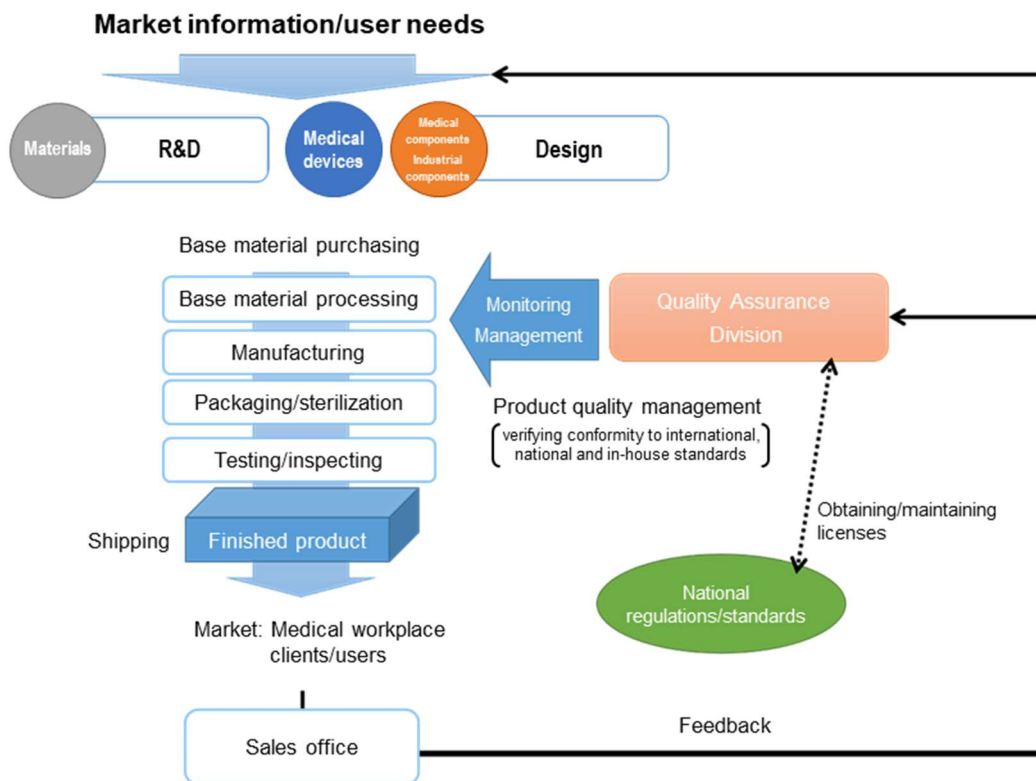 Market information/user needs
Materials
R&D
Medical
devices
Medical
components
Industrial
components
Design
Base material purchasing
Base material processing
Manufacturing
Packaging/sterilization
Testing/inspecting
Monitoring
Management
Quality Assurance
Division
Product quality management
verifying conformity to international,
national and in-house standards
Shipping
Finished product
Obtaining/maintaining
licenses
National
regulations/standards
Market: Medical workplace
clients/users
Sales office
Feedback